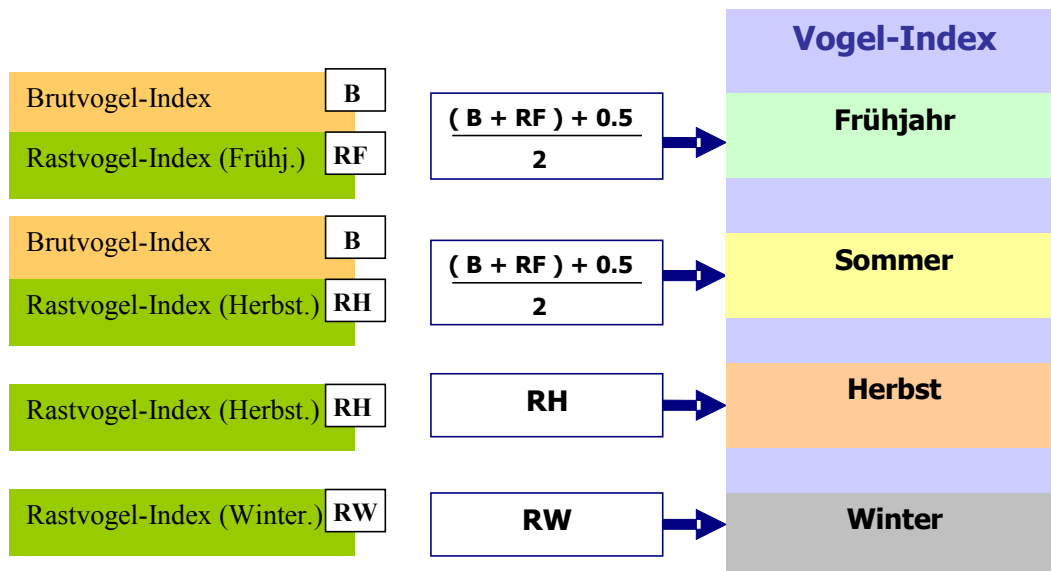 Vogel-Index
Brutvogel-Index B
Rastvogel-Index (Frühj.) RF
( B + RF ) + 0.5
2
Frühjahr
Brutvogel-Index B
Rastvogel-Index (Herbst.) RH
( B + RF ) + 0.5
2
Sommer
Rastvogel-Index (Herbst.) RH
RH
Herbst
Rastvogel-Index (Winter.) RW
RW
Winter